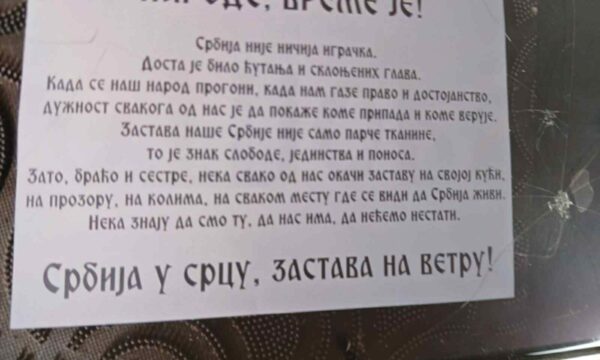 НАРОДЕ, ВРЕМЕ ЈЕ!
Србија није ничија играчка.
Доста је било ћутања и склоњених глава.
Када се наш народ прогони, када нам газе право и достојанство,
дужност свакога од нас је да покаже коме припада и коме верује.
Застава наше Србије није само парче тканине,
то је знак слободе, јединства и поноса.
Зато, браћо и сестре, нека свако од нас окачи заставу на својој кући,
на прозору, на колима, на сваком месту где се види да Србија живи.
Нека знају да смо ту, да нас има, да нећемо нестати.
Србија у срцу, застава на ветру!